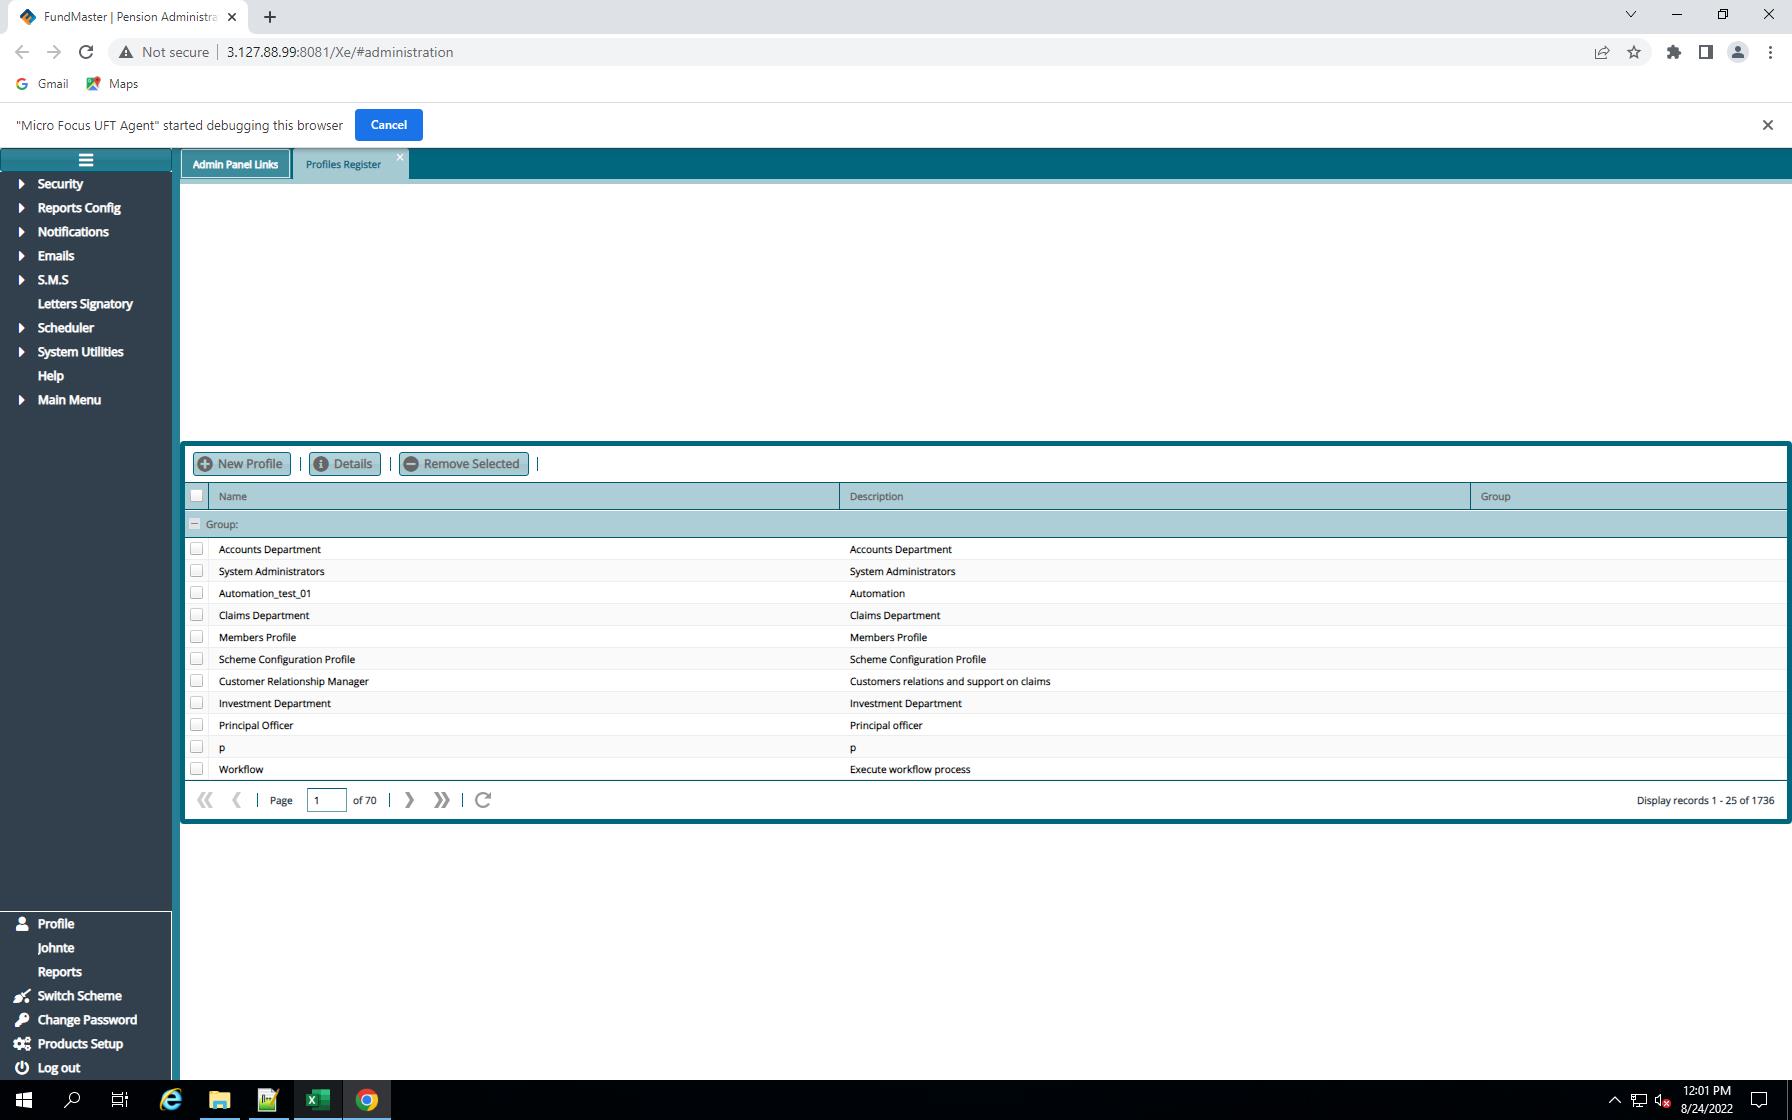 FundMaster | Pension Administra
Not secure 3.127.88.99:8081/Xe/#administration
Gmail Maps
"Micro Focus UFT Agent" started debugging this browser Cancel
Admin Panel Links Profiles Register
Security
Reports Config
Notifications
Emails
S.M.S
Letters Signatory
Scheduler
System Utilities
Help
Main Menu
New Profile Details Remove Selected
Name Description Group
Group:
Accounts Department Accounts Department
System Administrators System Administrators
Automation_test_01 Automation
Claims Department Claims Department
Members Profile Members Profile
Scheme Configuration Profile Scheme Configuration Profile
Customer Relationship Manager Customers relations and support on claims
Investment Department Investment Department
Principal Officer Principal officer
p p
Workflow Execute workflow process
Page 1 of 70 Display records 1 - 25 of 1736
Profile
Johnte
Reports
Switch Scheme
Change Password
Products Setup
Log out
12:01 PM
8/24/2022